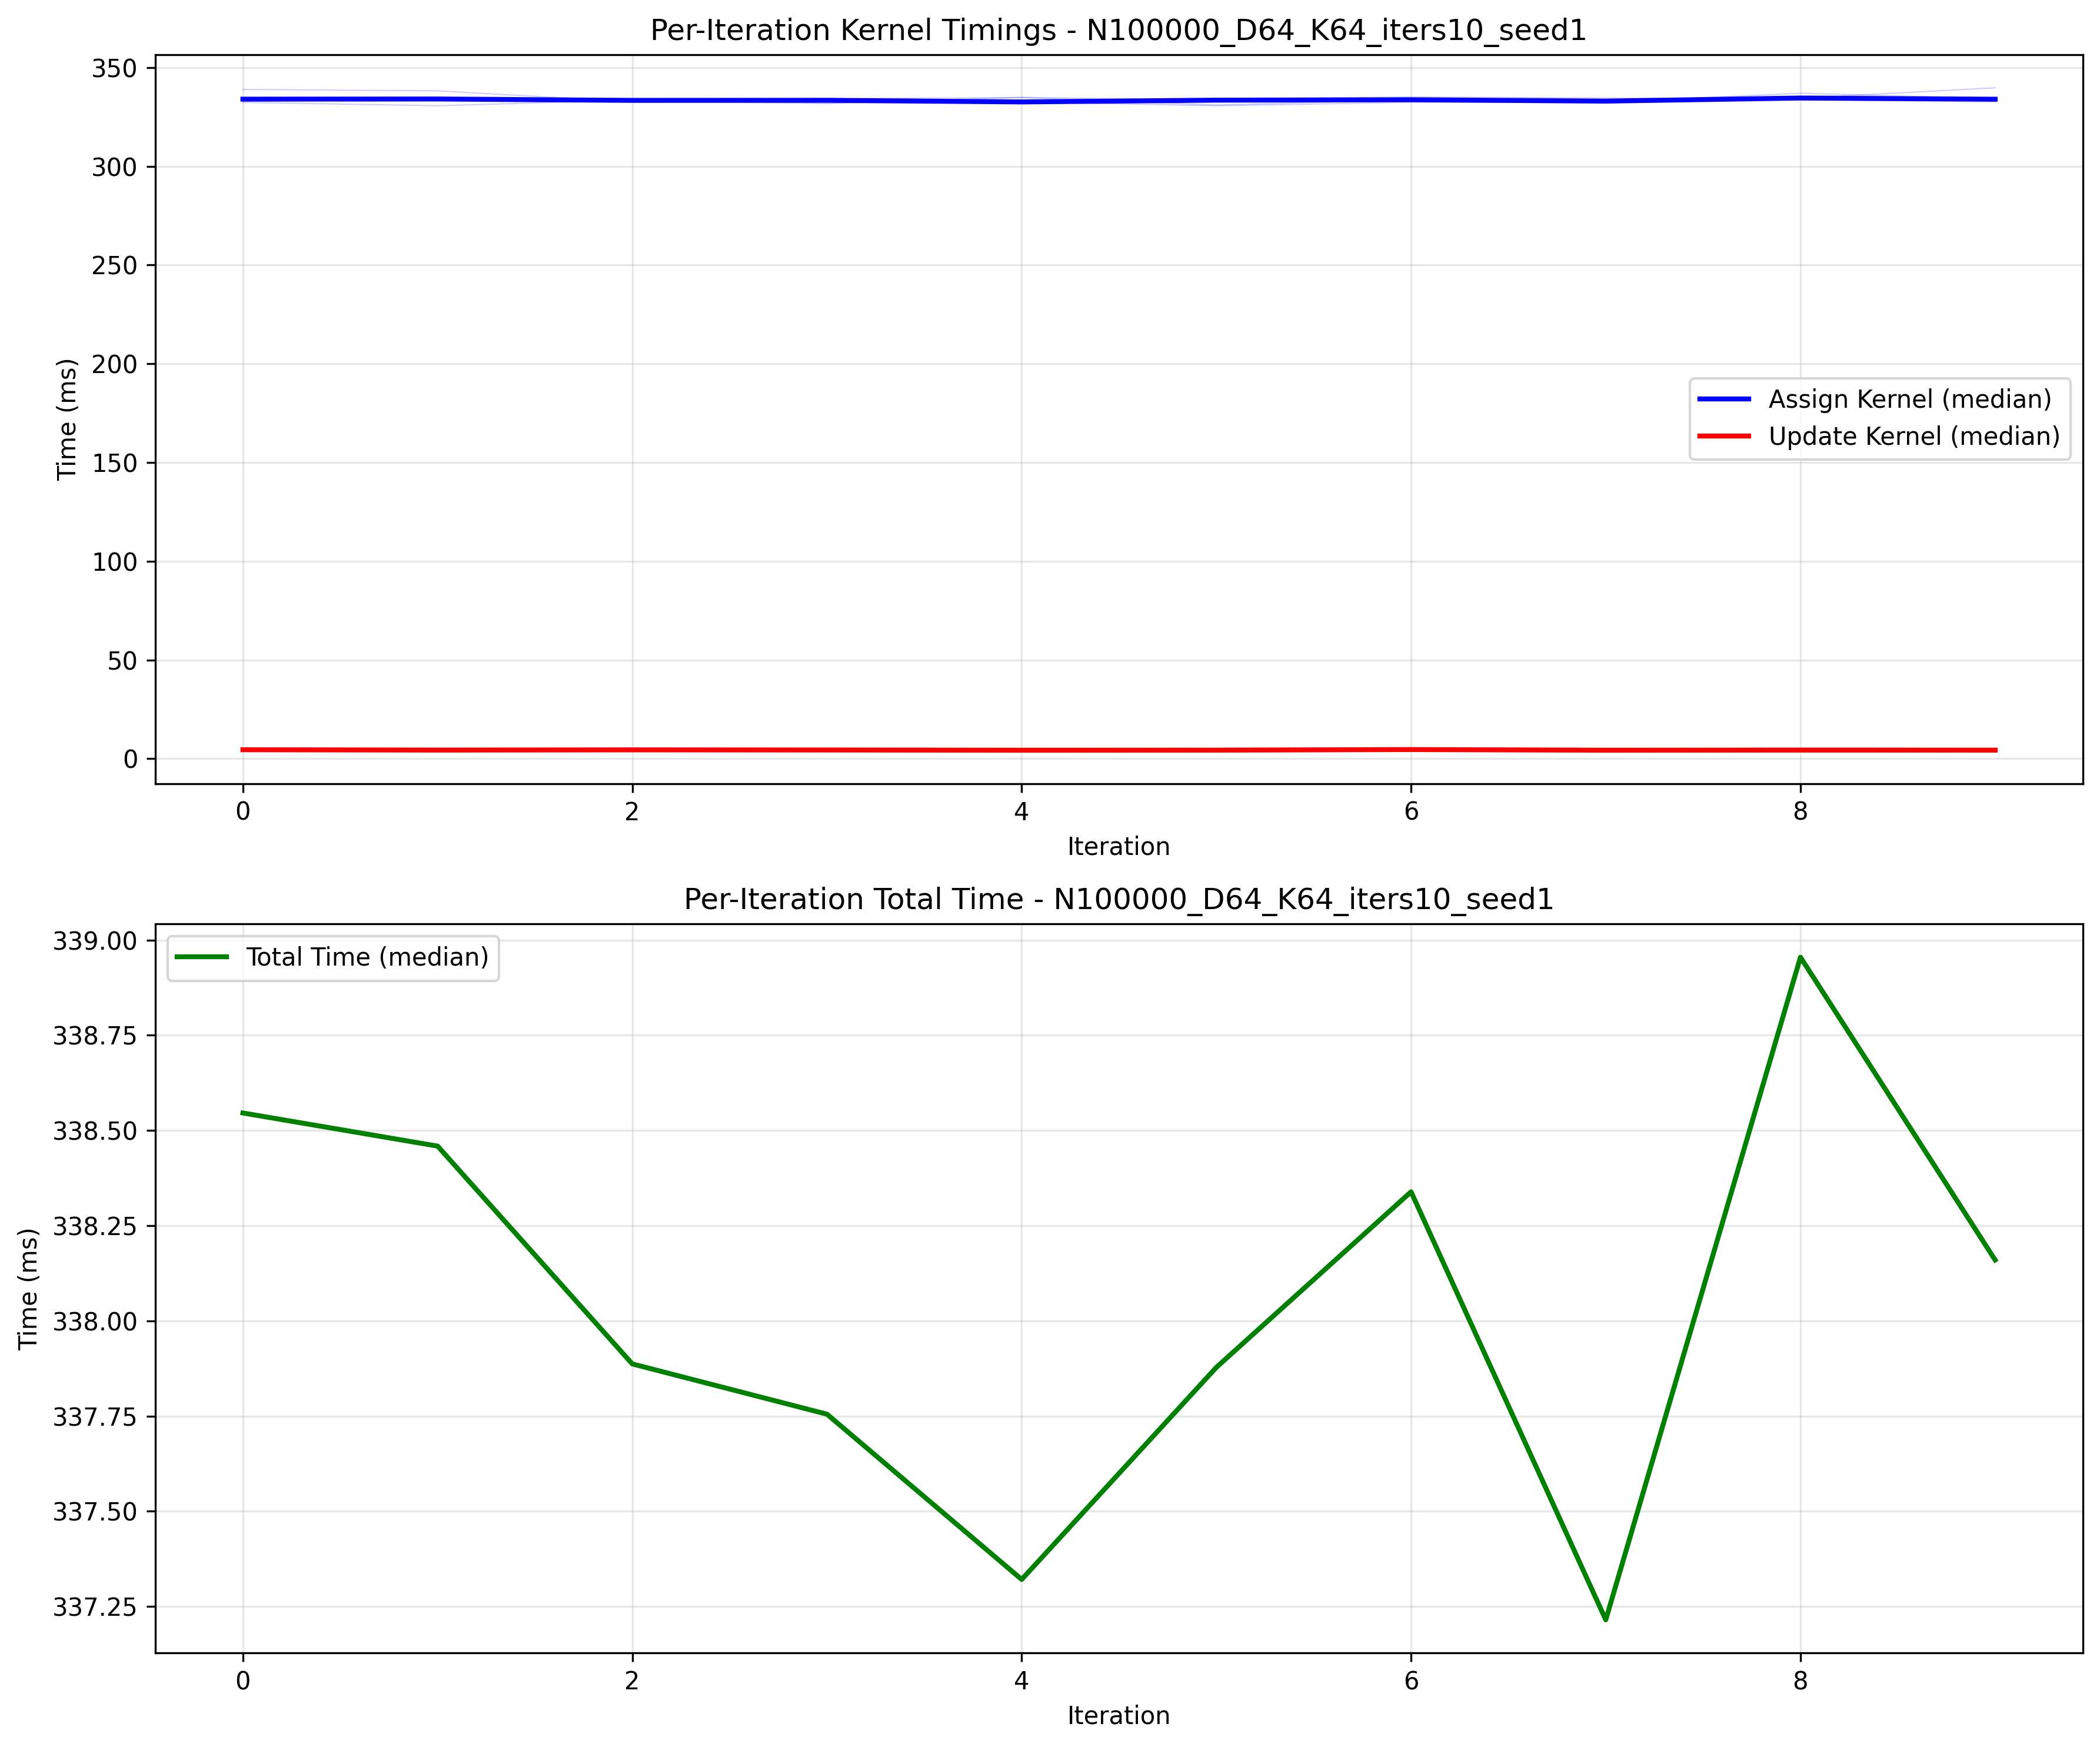 Per-Iteration Kernel Timings - N100000_D64_K64_iters10_seed1
350
300
250
200
150
100
50
0
Time (ms)
Assign Kernel (median)
Update Kernel (median)
0 2 4 6 8
Iteration
Per-Iteration Total Time - N100000_D64_K64_iters10_seed1
339.00
338.75
338.50
338.25
338.00
337.75
337.50
337.25
Time (ms)
Total Time (median)
0 2 4 6 8
Iteration